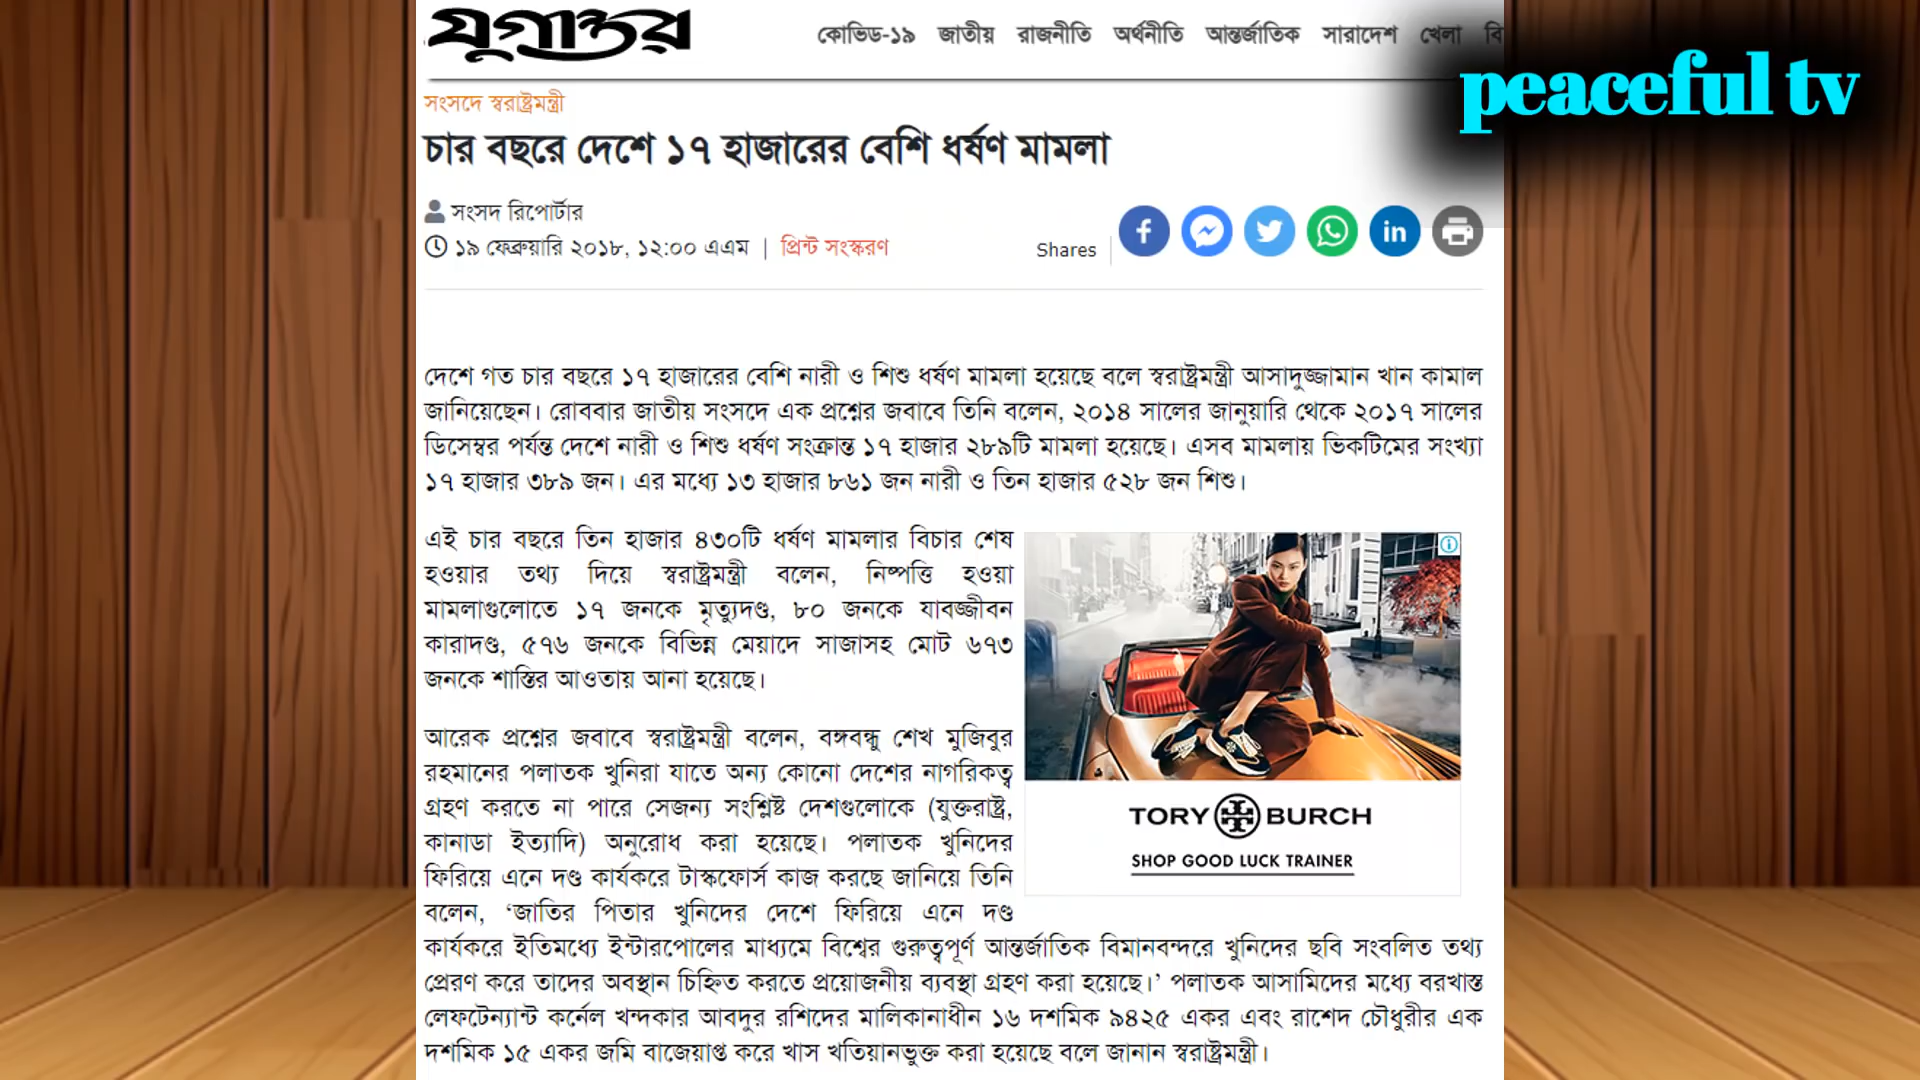 যুগান্তর
কোভিড-১৯ জাতীয় রাজনীতি অর্থনীতি আন্তর্জাতিক সারাদেশ খেলা
peaceful tv
সংসদে স্বরাষ্ট্রমন্ত্রী
চার বছরে দেশে ১৭ হাজারের বেশি ধর্ষণ মামলা
সংসদ রিপোর্টার
১৯ ফেব্রুয়ারি ২০১৮, ১২:০০ এএম | প্রিন্ট সংস্করণ
Shares
দেশে গত চার বছরে ১৭ হাজারের বেশি নারী ও শিশু ধর্ষণ মামলা হয়েছে বলে স্বরাষ্ট্রমন্ত্রী আসাদুজ্জামান খান কামাল
জানিয়েছেন। রোববার জাতীয় সংসদে এক প্রশ্নের জবাবে তিনি বলেন, ২০১৪ সালের জানুয়ারি থেকে ২০১৭ সালের
ডিসেম্বর পর্যন্ত দেশে নারী ও শিশু ধর্ষণ সংক্রান্ত ১৭ হাজার ২৮৯টি মামলা হয়েছে। এসব মামলায় ভিকটিমের সংখ্যা
১৭ হাজার ৩৮৯ জন। এর মধ্যে ১৩ হাজার ৮৬১ জন নারী ও তিন হাজার ৫২৮ জন শিশু।
এই চার বছরে তিন হাজার ৪৩০টি ধর্ষণ মামলার বিচার শেষ
হওয়ার তথ্য দিয়ে স্বরাষ্ট্রমন্ত্রী বলেন, নিষ্পত্তি হওয়া
মামলাগুলোতে ১৭ জনকে মৃত্যুদণ্ড, ৮০ জনকে যাবজ্জীবন
কারাদণ্ড, ৫৭৬ জনকে বিভিন্ন মেয়াদে সাজাসহ মোট ৬৭৩
জনকে শাস্তির আওতায় আনা হয়েছে।
আরেক প্রশ্নের জবাবে স্বরাষ্ট্রমন্ত্রী বলেন, বঙ্গবন্ধু শেখ মুজিবুর
রহমানের পলাতক খুনিরা যাতে অন্য কোনো দেশের নাগরিকত্ব
গ্রহণ করতে না পারে সেজন্য সংশ্লিষ্ট দেশগুলোকে (যুক্তরাষ্ট্র,
কানাডা ইত্যাদি) অনুরোধ করা হয়েছে। পলাতক খুনিদের
ফিরিয়ে এনে দণ্ড কার্যকরে টাস্কফোর্স কাজ করছে জানিয়ে তিনি
বলেন, ‘জাতির পিতার খুনিদের দেশে ফিরিয়ে এনে দণ্ড
কার্যকরে ইতিমধ্যে ইন্টারপোলের মাধ্যমে বিশ্বের গুরুত্বপূর্ণ আন্তর্জাতিক বিমানবন্দরে খুনিদের ছবি সংবলিত তথ্য
প্রেরণ করে তাদের অবস্থান চিহ্নিত করতে প্রয়োজনীয় ব্যবস্থা গ্রহণ করা হয়েছে।’ পলাতক আসামিদের মধ্যে বরখাস্ত
লেফটেন্যান্ট কর্নেল খন্দকার আবদুর রশিদের মালিকানাধীন ১৬ দশমিক ৯৪২৫ একর এবং রাশেদ চৌধুরীর এক
দশমিক ১৫ একর জমি বাজেয়াপ্ত করে খাস খতিয়ানভুক্ত করা হয়েছে বলে জানান স্বরাষ্ট্রমন্ত্রী।
TORY BURCH
SHOP GOOD LUCK TRAINER